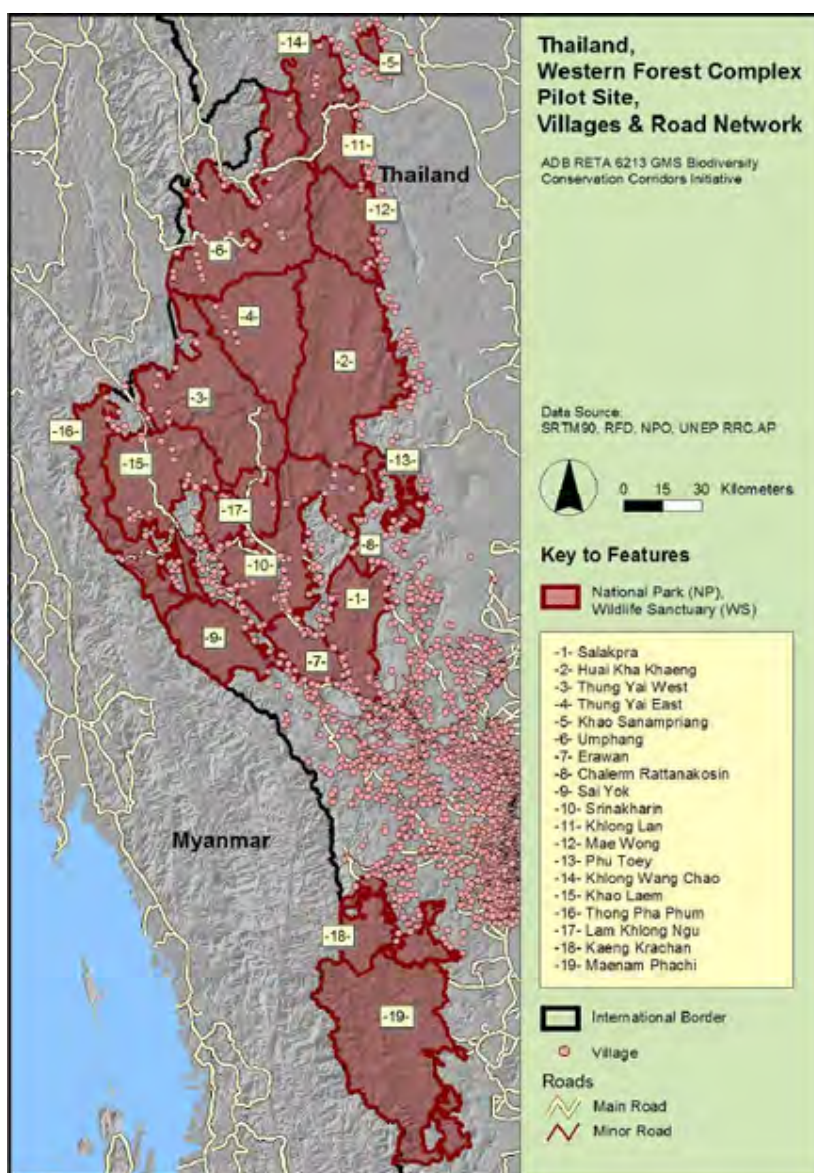 Thailand,
Western Forest Complex
Pilot Site,
Villages & Road Network
ADB RETA 6213 GMS Biodiversity
Conservation Corridors Initiative
Data Source:
SRTM90, RFD, NPO, UNEP RRC.AP
0 15 30 Kilometers
Key to Features
National Park (NP),
Wildlife Sanctuary (WS)
-1- Salakpra
-2- Huai Kha Khaeng
-3- Thung Yai West
-4- Thung Yai East
-5- Khao Sanampriang
-6- Umphang
-7- Erawan
-8- Chalerm Rattanakosin
-9- Sai Yok
-10- Srinakharin
-11- Khlong Lan
-12- Mae Wong
-13- Phu Toey
-14- Khlong Wang Chao
-15- Khao Laem
-16- Thong Pha Phum
-17- Lam Khlong Ngu
-18- Kaeng Krachan
-19- Maenam Phachi
International Border
Village
Roads
Main Road
Minor Road
-14-
-5-
-11-
Thailand
-12-
-6-
-4-
-2-
-3-
-16-
-15-
-13-
-17-
-8-
-10-
-1-
-9-
-7-
Myanmar
-18-
-19-